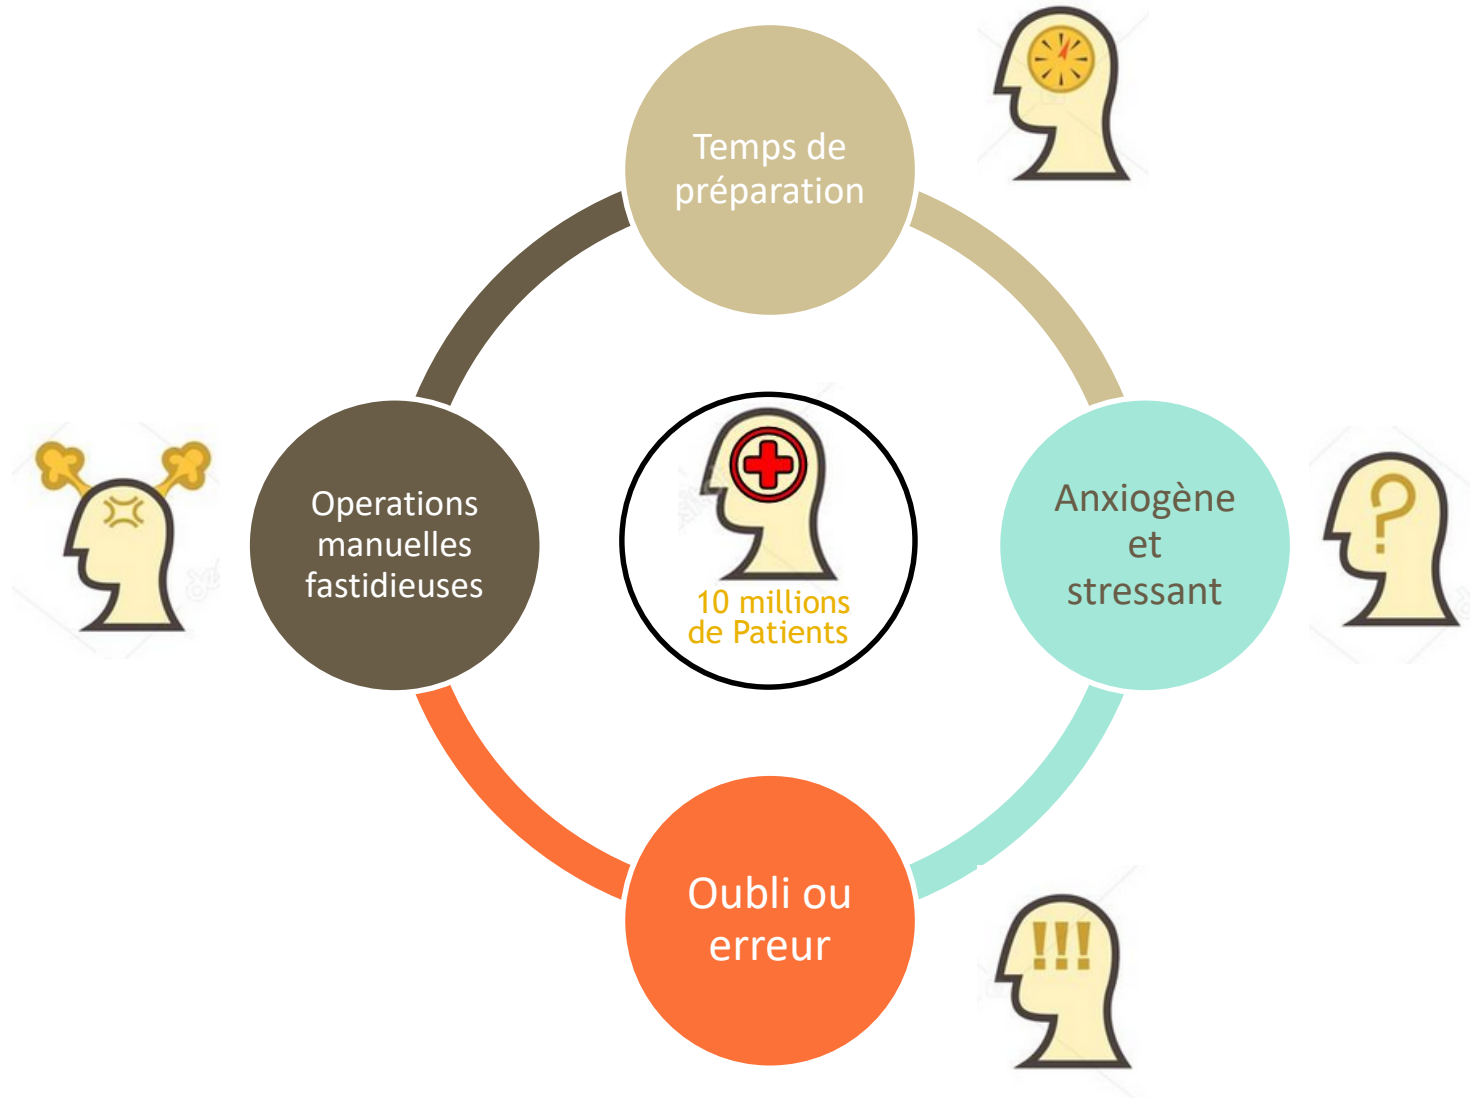 Temps de
préparation
Operations
manuelles
fastidieuses
10 millions
de Patients
Anxiogène
et
stressant
Oubli ou
erreur
!!!
?